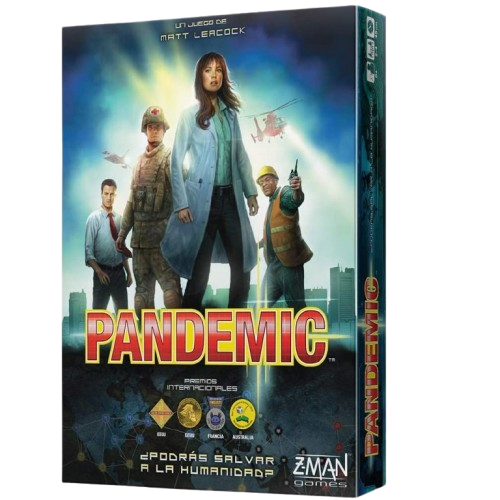 UN JUEGO DE
MATT LEACOCK
PANDEMIC
TM
PREMIOS
INTERNACIONALES
EEUU
EEUU
FRANCIA
AUSTRALIA
¿PODRÁS SALVAR
A LA HUMANIDAD?
Z-MAN
games
PANDEMIC